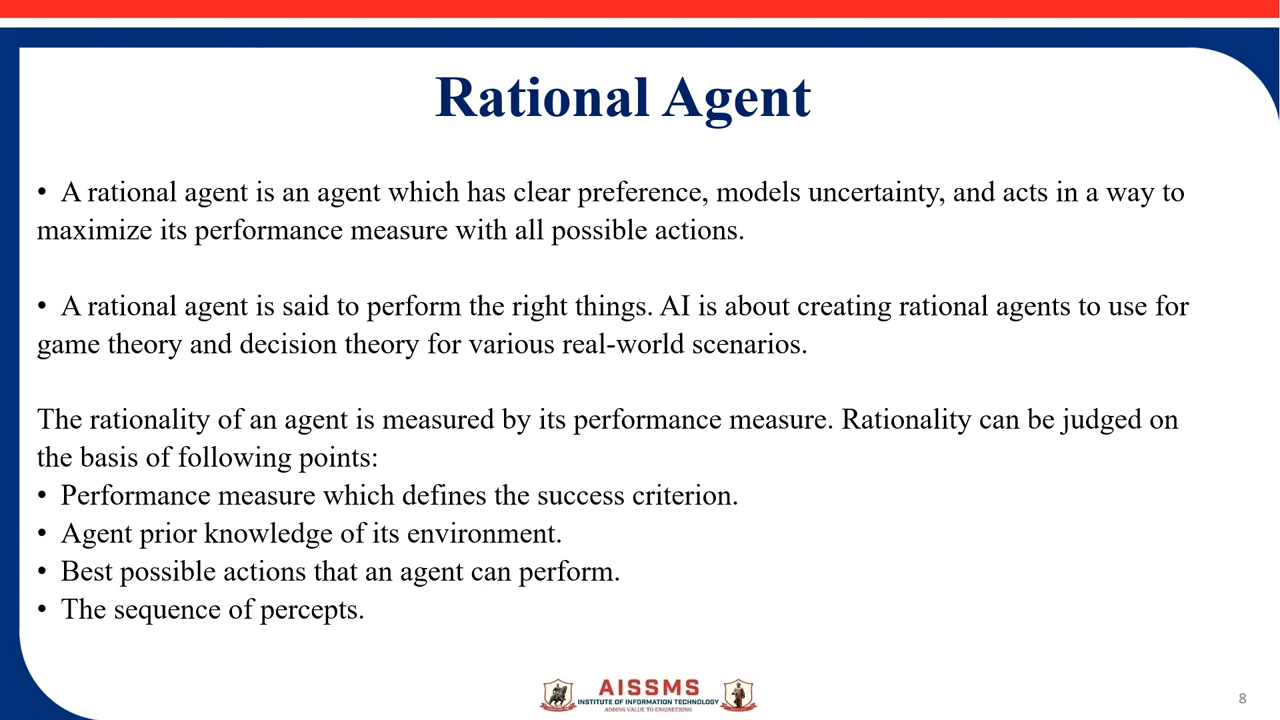 Rational Agent
• A rational agent is an agent which has clear preference, models uncertainty, and acts in a way to
maximize its performance measure with all possible actions.
• A rational agent is said to perform the right things. AI is about creating rational agents to use for
game theory and decision theory for various real-world scenarios.
The rationality of an agent is measured by its performance measure. Rationality can be judged on
the basis of following points:
• Performance measure which defines the success criterion.
• Agent prior knowledge of its environment.
• Best possible actions that an agent can perform.
• The sequence of percepts.
AISSMS
INSTITUTE OF INFORMATION TECHNOLOGY
ADDING VALUE TO ENGINEERING
8